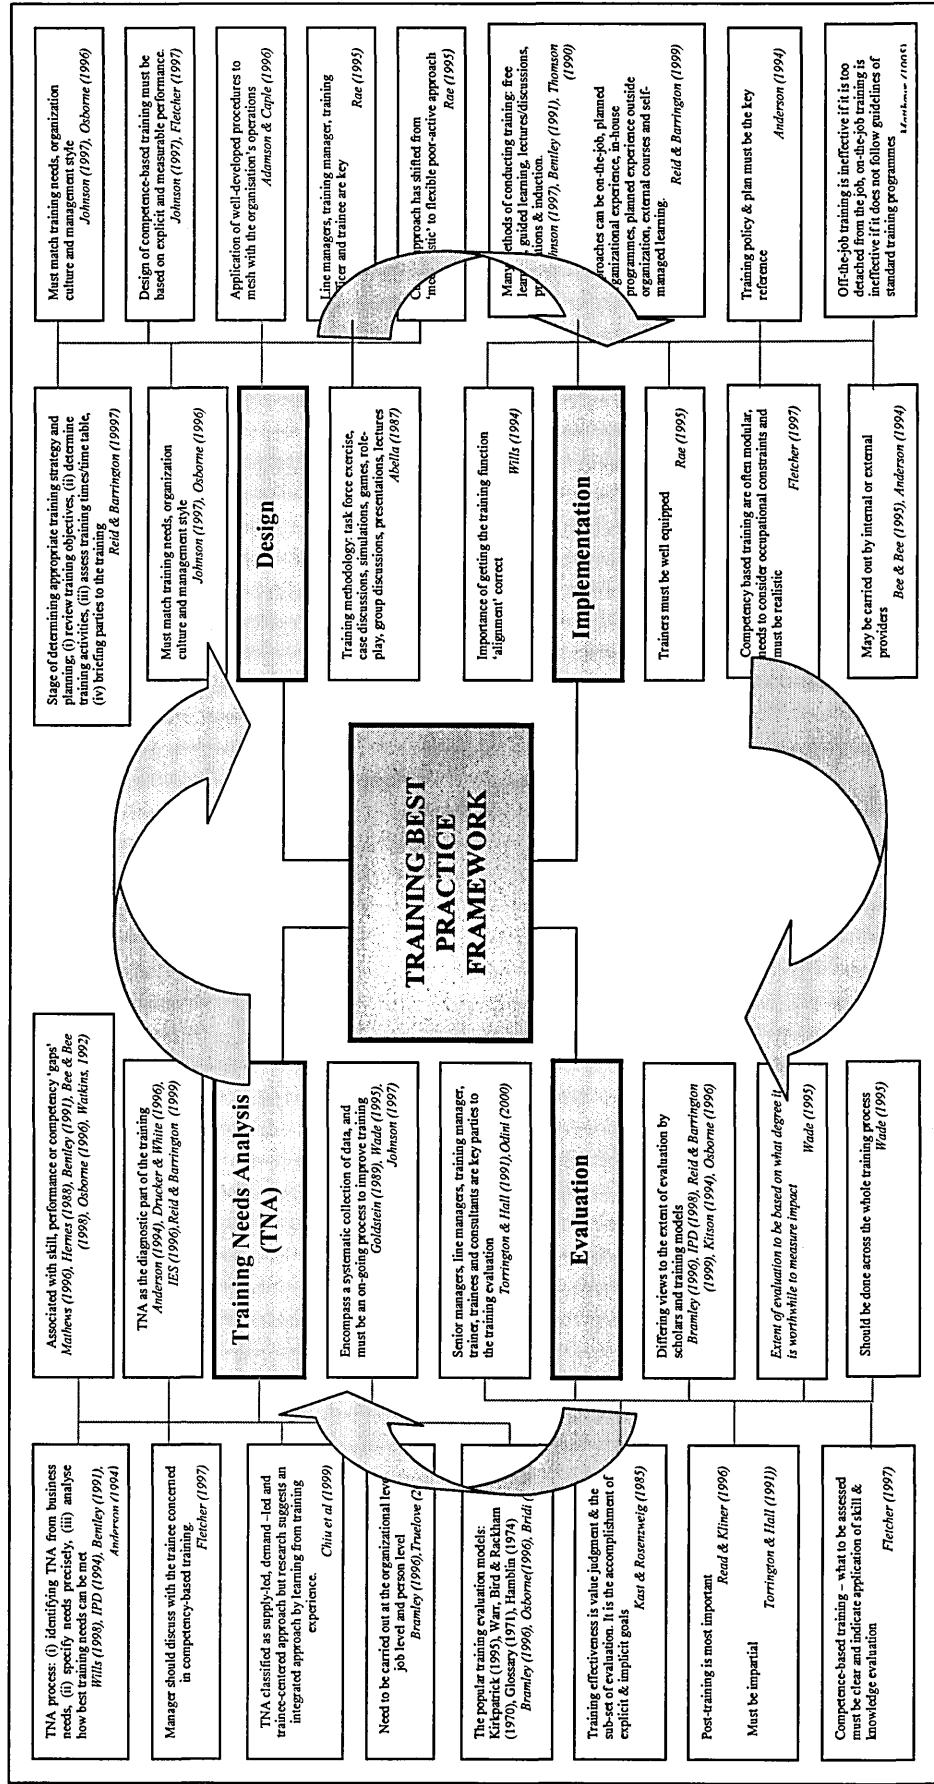 TNA process: (i) identifying TNA from business
needs, (ii) specify needs precisely, (iii) analyse
how best training needs can be met
Wills (1998), IPD (1994), Bentley (1991),
Anderson (1994)
Manager should discuss with the trainee concerned
in competency-based training.
Fletcher (1997)
TNA classified as supply-led, demand –led and
trainee-centered approach but research suggests an
integrated approach by learning from training
experience.
Chiu et al (1999)
Need to be carried out at the organizational level
job level and person level
Bramley (1996), Truelove (2
Associated with skill, performance or competency 'gaps'
Mathews (1996), Hermes (1988), Bentley (1991), Bee & Bee
(1998), Osborne (1996), Watkins, 1992)
TNA as the diagnostic part of the training
Anderson (1994), Drucker & White (1996),
IES (1996),Reid & Barrington (1999)
Training Needs Analysis
(TNA)
Encompass a systematic collection of data, and
must be an on-going process to improve training
Goldstein (1989), Wade (1995),
Johnson (1997)
Stage of determining appropriate training strategy and
planning, (i) review training objectives, (ii) determine
training activities, (iii) assess training times/time table,
(iv) briefing parties to the training
Reid & Barrington (19997)
Must match training needs, organization
culture and management style
Johnson (1997), Osborne (1996)
Design
Training methodology: task force exercise,
case discussions, simulations, games, role-
play, group discussions, presentations, lectures
Abella (1987)
Must match training needs, organization
culture and management style
Johnson (1997), Osborne (1996)
Design of competence-based training must be
based on explicit and measurable performance.
Johnson (1997), Fletcher (1997)
Application of well-developed procedures to
mesh with the organisation's operations
Adamson & Caple (1996)
Line managers, training manager, training
ficer and trainee are key
Rae (1995)
approach has shifted from
istic' to flexible poor-active approach
Rae (1995)
TRAINING BEST
PRACTICE
FRAMEWORK
The popular training evaluation models:
Kirkpatrick (1995), Warr, Bird & Rackham
(1970), Glossary (1971), Hamblin (1974)
Bramley (1996), Osborne(1996), Bridi (
Training effectiveness is value judgment & the
sub-set of evaluation. It is the accomplishment of
explicit & implicit goals
Kast & Rosenzweig (1985)
Post-training is most important
Read & Kliner (1996)
Must be impartial
Torrington & Hall (1991))
Competence-based training – what to be assessed
must be clear and indicate application of skill &
knowledge evaluation
Fletcher (1997)
Senior managers, line managers, training manager,
trainer, trainees and consultants are key parties to
the training evaluation
Torrington & Hall (1991),Odini (2000)
Evaluation
Differing views to the extent of evaluation by
scholars and training models
Bramley (1996), IPD (1998), Reid & Barrington
(1999), Kitson (1994), Osborne (1996)
Extent of evaluation to be based on what degree it
is worthwhile to measure impact
Wade (1995)
Should be done across the whole training process
Wade (1995)
Importance of getting the training function
'alignment' correct
Wills (1994)
Implementation
Trainers must be well equipped
Rae (1995)
Competency based training are often modular,
needs to consider occupational constraints and
must be realistic
Fletcher (1997)
May be carried out by internal or external
providers
Bee & Bee (1995), Anderson (1994)
Many methods of conducting training: free
learn guided learning, lectures/discussions,
tions & induction.
Johnson (1997), Bentley (1991), Thomson
(1990)
roaches can be on-the-job, planned
rganizational experience, in-house
programmes, planned experience outside
organization, external courses and self-
managed learning.
Reid & Barrington (1999)
Training policy & plan must be the key
reference
Anderson (1994)
Off-the-job training is ineffective if it is too
detached from the job, on-the-job training is
ineffective if it does not follow guidelines of
standard training programmes